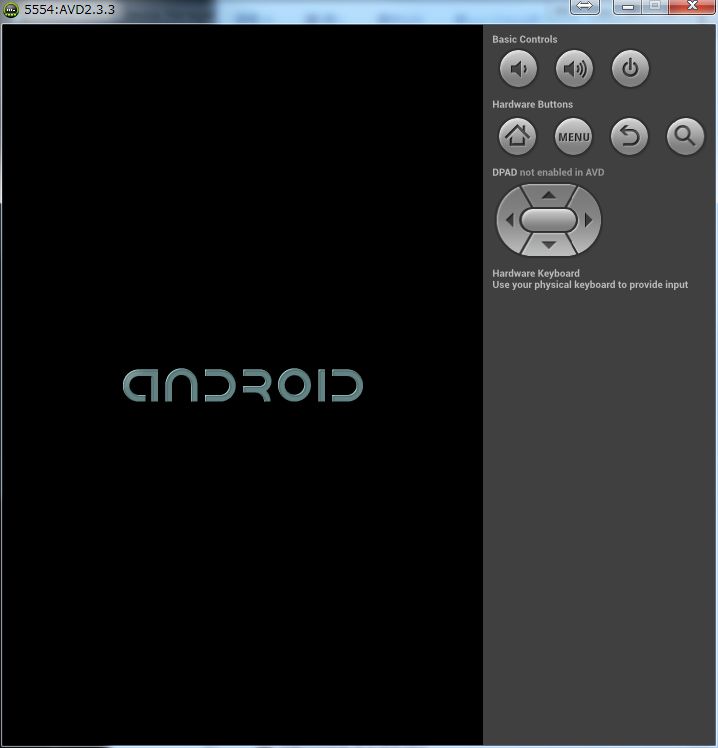 5554:AVD2.3.3
Basic Controls
Hardware Buttons
MENU
DPAD not enabled in AVD
Hardware Keyboard
Use your physical keyboard to provide input
ANDROID